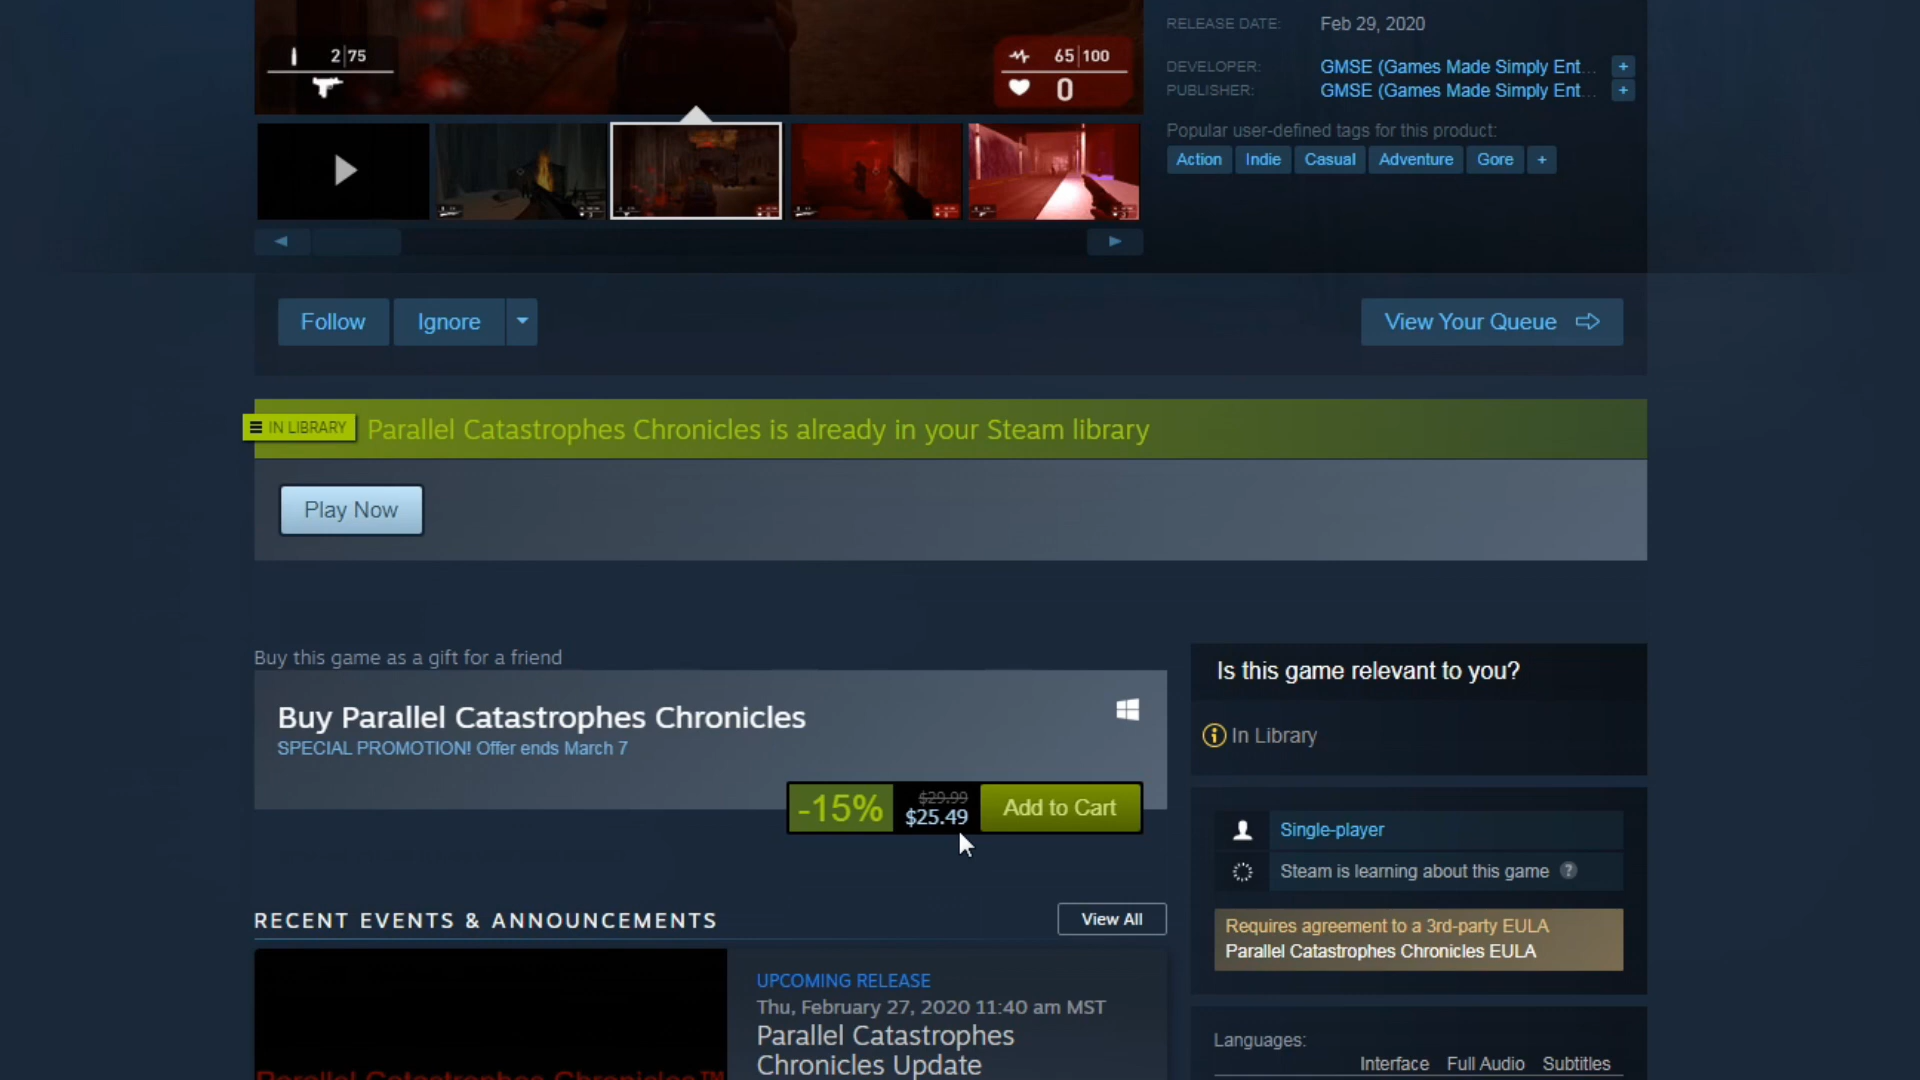 2|75
65|100
0
RELEASE DATE: Feb 29, 2020
DEVELOPER: GMSE (Games Made Simply Ent... +
PUBLISHER: GMSE (Games Made Simply Ent... +
Popular user-defined tags for this product:
Action Indie Casual Adventure Gore +
Follow Ignore
View Your Queue
IN LIBRARY Parallel Catastrophes Chronicles is already in your Steam library
Play Now
Buy this game as a gift for a friend
Buy Parallel Catastrophes Chronicles
SPECIAL PROMOTION! Offer ends March 7
-15% $29.99 $25.49 Add to Cart
Is this game relevant to you?
In Library
Single-player
Steam is learning about this game ?
Requires agreement to a 3rd-party EULA
Parallel Catastrophes Chronicles EULA
RECENT EVENTS & ANNOUNCEMENTS View All
Parallel Catastrophes Chronicles™
UPCOMING RELEASE
Thu, February 27, 2020 11:40 am MST
Parallel Catastrophes
Chronicles Update
Languages:
Interface Full Audio Subtitles